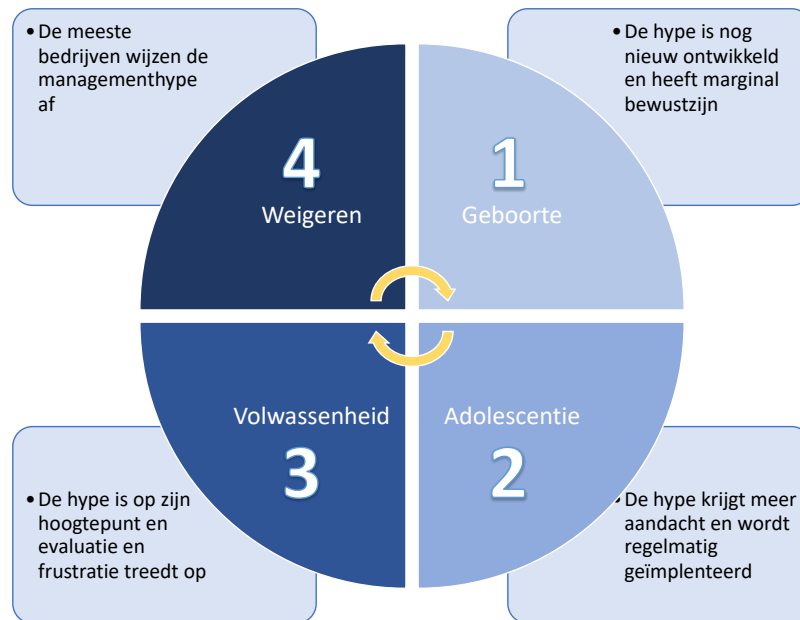 • De meeste
bedrijven wijzen de
managementhype
af
• De hype is nog
nieuw ontwikkeld
en heeft marginal
bewustzijn
4
Weigeren
1
Geboorte
Volwassenheid
3
Adolescentie
2
• De hype is op zijn
hoogtepunt en
evaluatie en
frustratie treedt op
• De hype krijgt meer
aandacht en wordt
regelmatig
geïmplenteerd